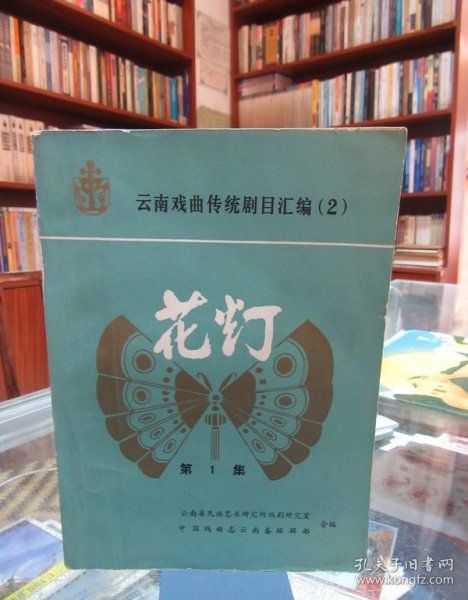 云南戏曲传统剧目汇编(2)
花灯
第1集
云南省民族艺术研究所戏剧研究室
中国戏曲志云南卷编辑部
合编
孔夫子旧书网
www.kongfz.com